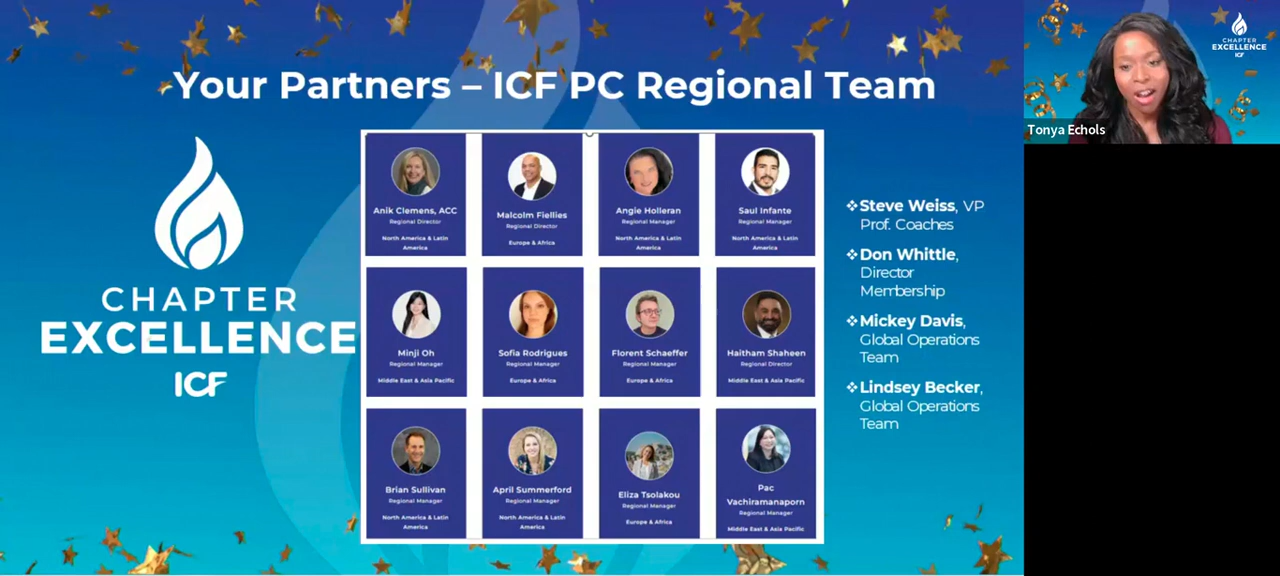 Your Partners – ICF PC Regional Team
CHAPTER
EXCELLENCE
ICF
Anik Clemens, ACC
Regional Director
North America & Latin
America
Malcolm Fiellies
Regional Director
Europe & Africa
Angie Holleran
Regional Manager
North America & Latin
America
Saul Infante
Regional Manager
North America & Latin
America
Minji Oh
Regional Manager
Middle East & Asia Pacific
Sofia Rodrigues
Regional Manager
Europe & Africa
Florent Schaeffer
Regional Manager
Europe & Africa
Haitham Shaheen
Regional Director
Middle East & Asia Pacific
Brian Sullivan
Regional Manager
North America & Latin
America
April Summerford
Regional Manager
North America & Latin
America
Eliza Tsolakou
Regional Manager
Europe & Africa
Pac
Vachiramanaporn
Regional Manager
Middle East & Asia Pacific
❖Steve Weiss, VP
Prof. Coaches
❖Don Whittle,
Director
Membership
❖Mickey Davis,
Global Operations
Team
❖Lindsey Becker,
Global Operations
Team
CHAPTER
EXCELLENCE
ICF
Tonya Echols